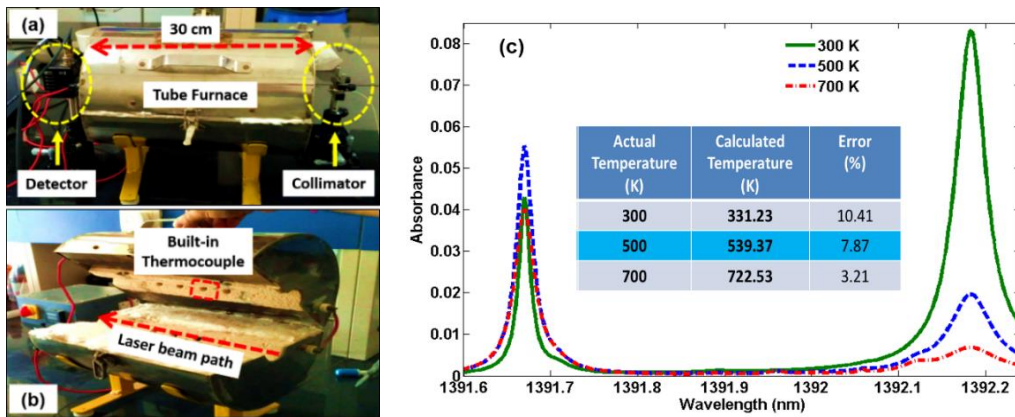 (a)
30 cm
Tube Furnace
Detector
Collimator
Built-in
Thermocouple
Laser beam path
(b)
(c)
300 K
500 K
700 K
Absorbance
0.08
0.07
0.06
0.05
0.04
0.03
0.02
0.01
0
1391.6
1391.7
1391.8
1391.9
1392
1392.1
1392.2
Wavelength (nm)
Actual Temperature (K) Calculated Temperature (K) Error (%)
300 331.23 10.41
500 539.37 7.87
700 722.53 3.21